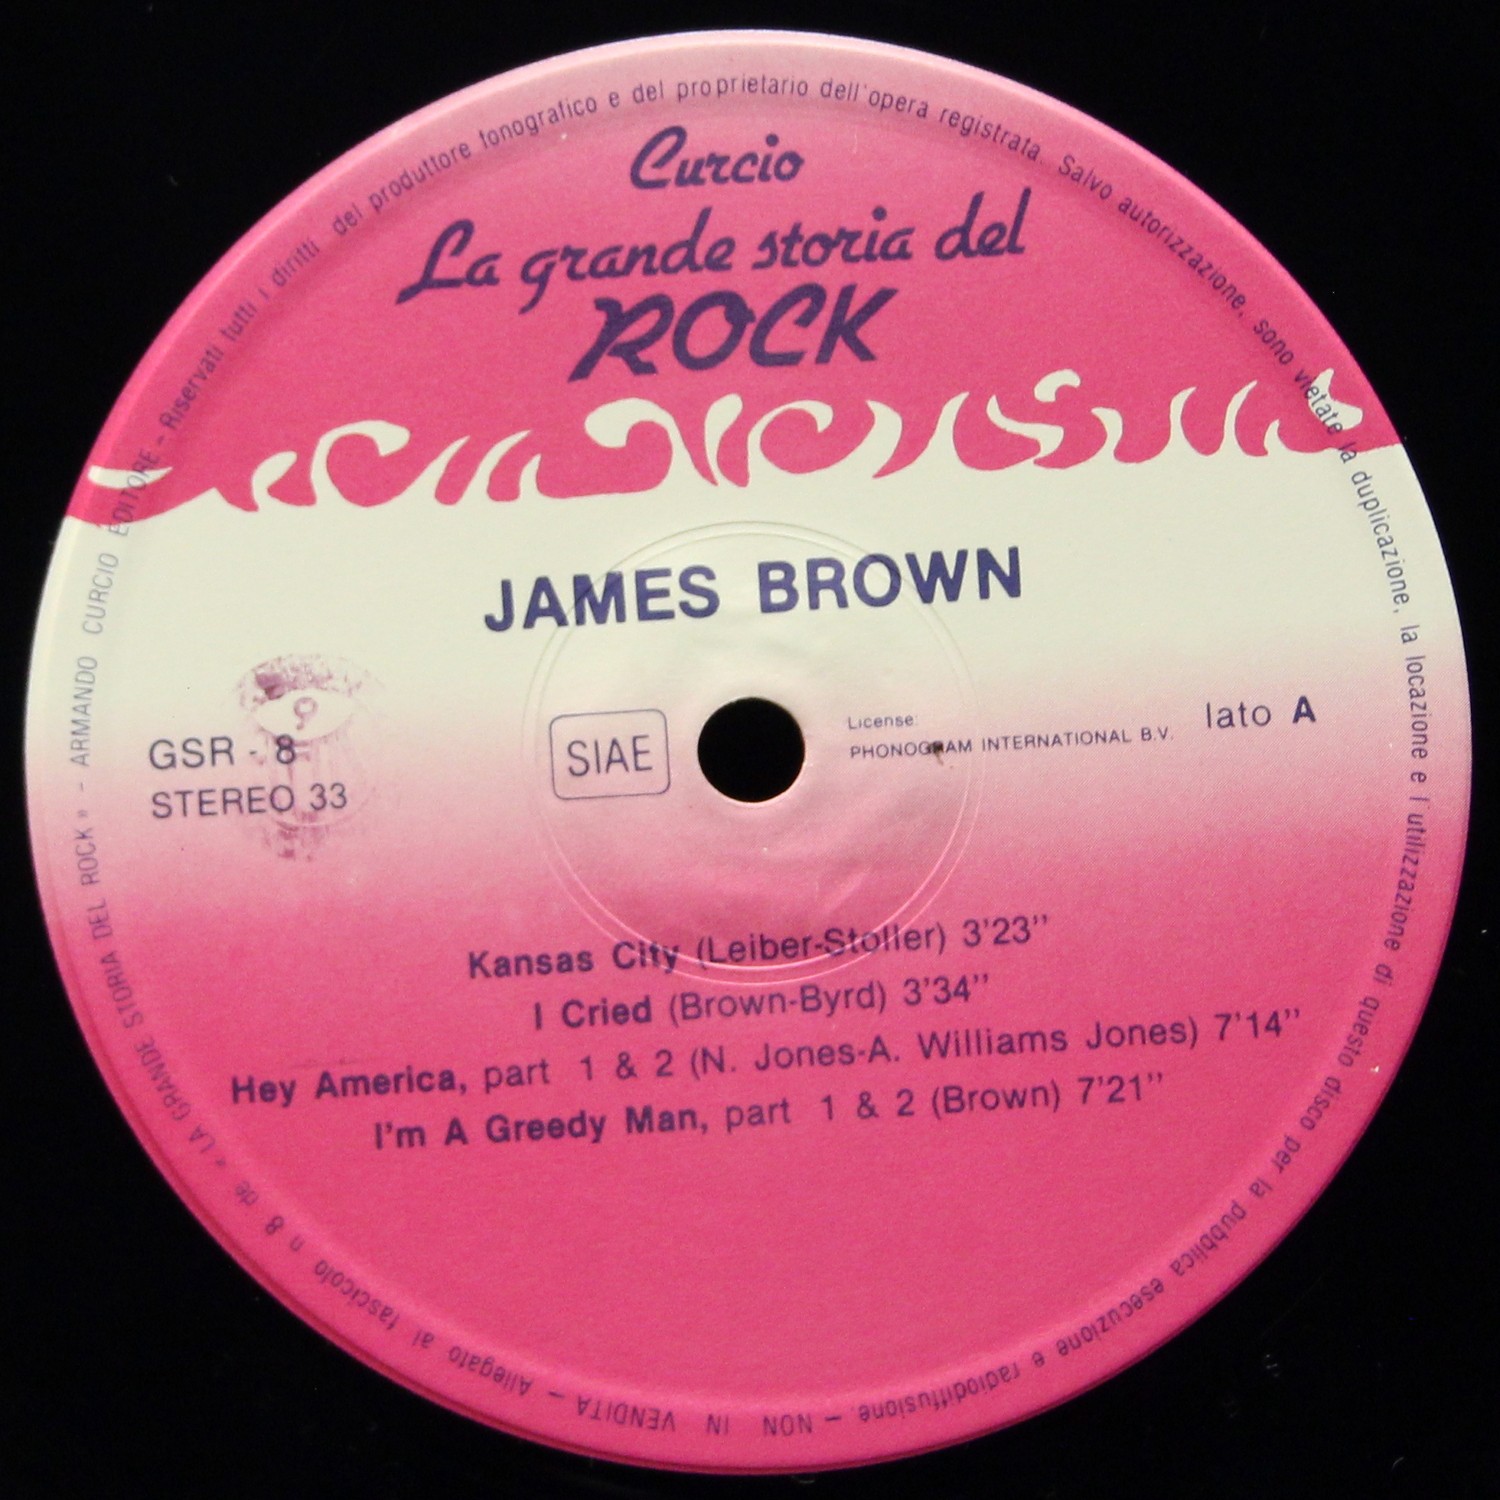 Curcio
La grande storia del
ROCK
JAMES BROWN
GSR - 8
STEREO 33
SIAE
License:
PHONOGRAM INTERNATIONAL B.V.
lato A
Kansas City (Leiber-Stoller) 3'23''
I Cried (Brown-Byrd) 3'34''
Hey America, part 1 & 2 (N. Jones-A. Williams Jones) 7'14''
I'm A Greedy Man, part 1 & 2 (Brown) 7'21''
Allegato al fascicolo n 8 de « LA GRANDE STORIA DEL ROCK » - ARMANDO CURCIO EDITORE - Riservati tutti i diritti del produttore fonografico e del proprietario dell'opera registrata. Salvo autorizzazione, sono vietate la duplicazione, la locazione e l'utilizzazione di questo disco per la pubblica esecuzione e radiodiffusione. - NON IN VENDITA -